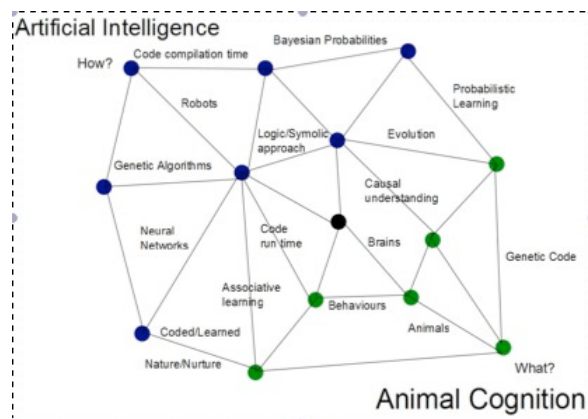 Artificial Intelligence
How?
Code compilation time
Bayesian Probabilities
Robots
Probabilistic
Learning
Logic/Symolic
approach
Evolution
Genetic Algorithms
Causal
understanding
Neural
Networks
Code
run time
Brains
Genetic Code
Associative
learning
Behaviours
Coded/Learned
Animals
Nature/Nurture
What?
Animal Cognition